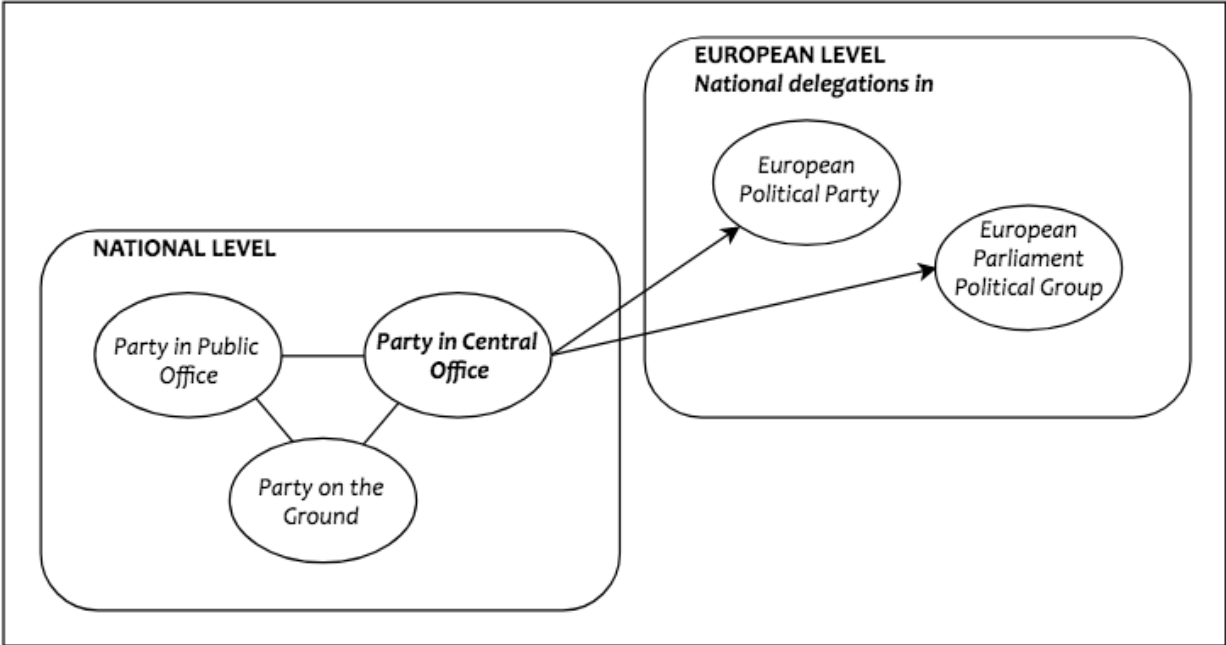 EUROPEAN LEVEL
National delegations in
European
Political Party
European
Parliament
Political Group
NATIONAL LEVEL
Party in Public
Office
Party in Central
Office
Party on the
Ground